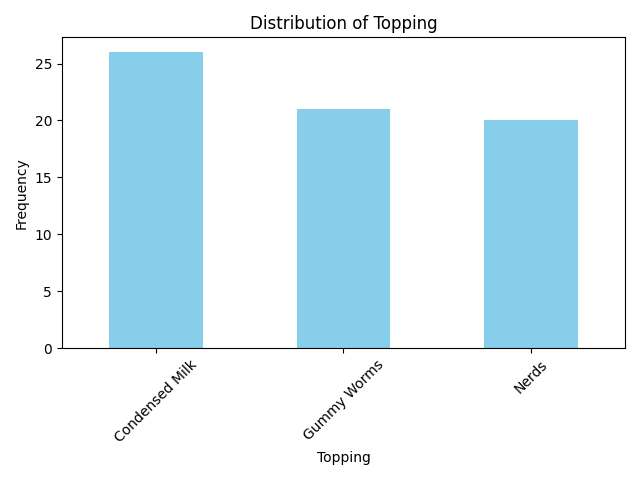 Distribution of Topping
Frequency
25
20
15
10
5
0
Condensed Milk
Gummy Worms
Nerds
Topping